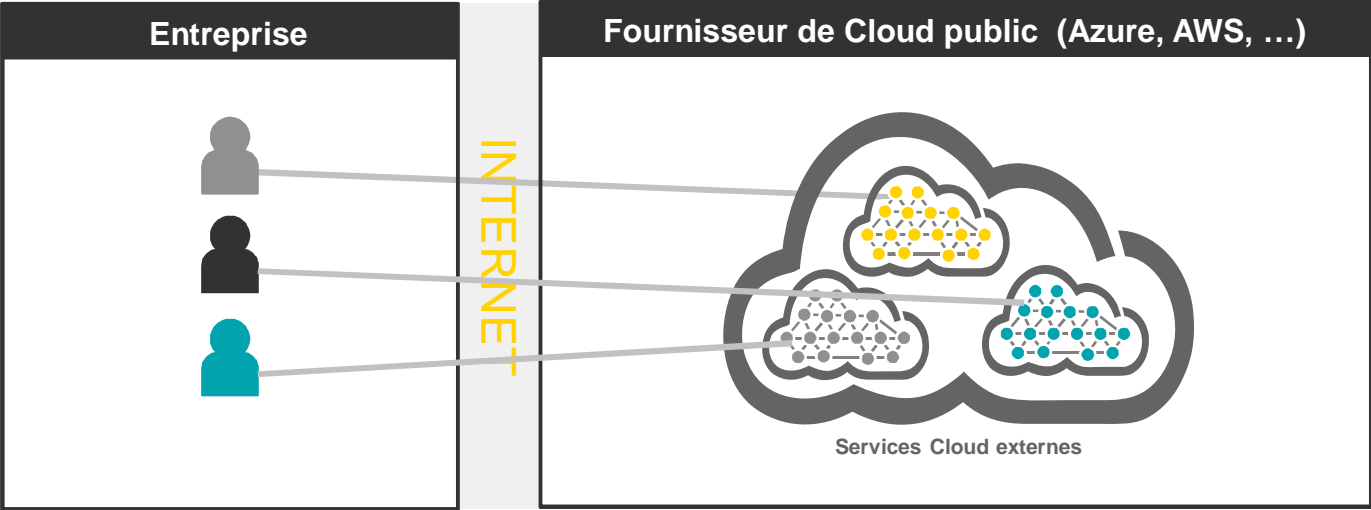 Entreprise
Fournisseur de Cloud public (Azure, AWS, …)
INTERNET
Services Cloud externes